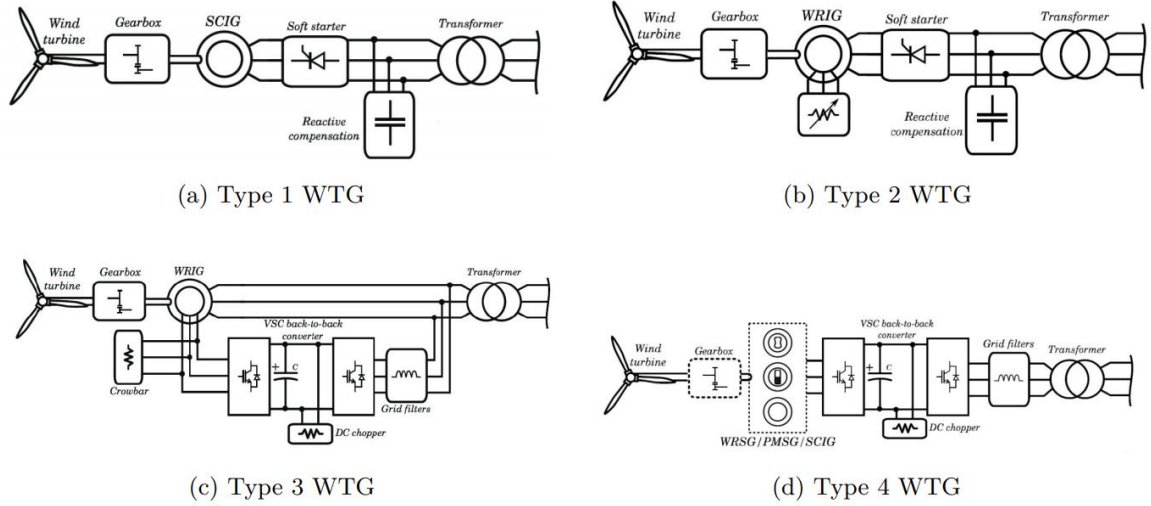 Wind
turbine
Gearbox
SCIG
Soft starter
Transformer
Reactive
compensation
(a) Type 1 WTG
Wind
turbine
Gearbox
WRIG
Soft starter
Transformer
Reactive
compensation
(b) Type 2 WTG
Wind
turbine
Gearbox
WRIG
Transformer
VSC back-to-back
converter
+ C
Crowbar
Grid filters
DC chopper
(c) Type 3 WTG
Wind
turbine
Gearbox
VSC back-to-back
converter
Grid filters
Transformer
+ C
DC chopper
WRSG/PMSG/SCIG
(d) Type 4 WTG